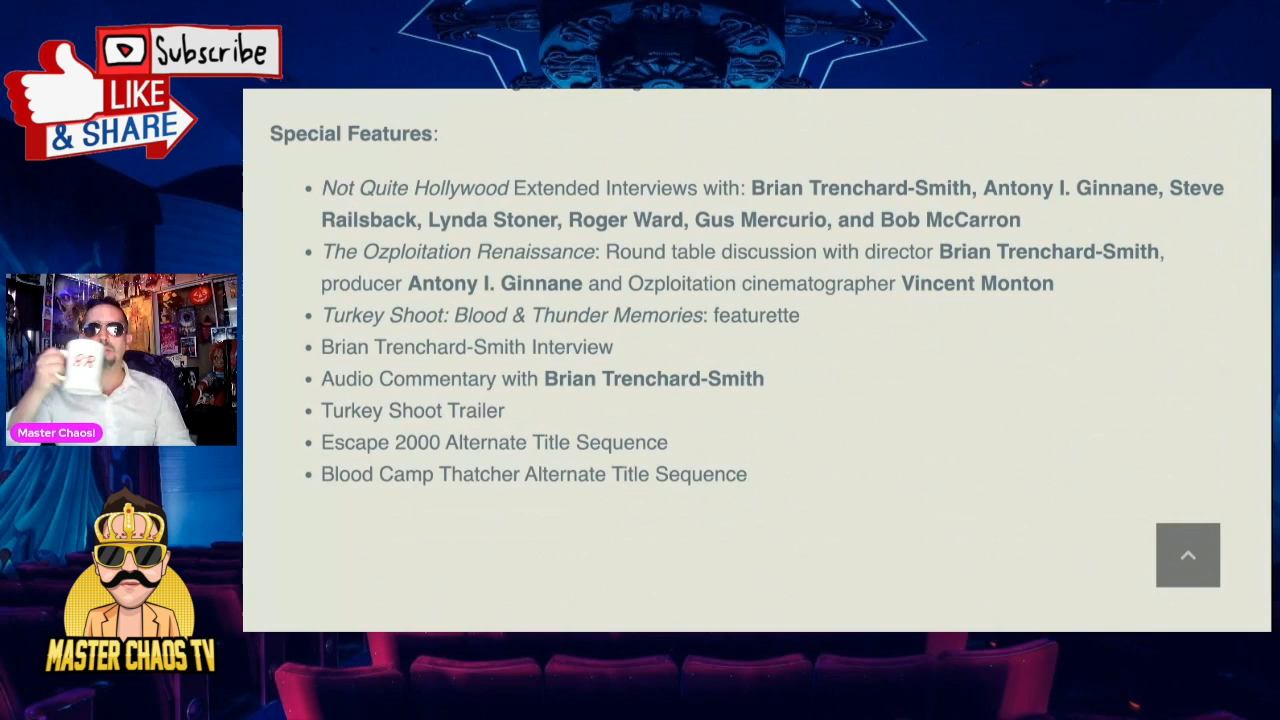 Subscribe
LIKE
& SHARE
Special Features:
• Not Quite Hollywood Extended Interviews with: Brian Trenchard-Smith, Antony I. Ginnane, Steve
Railsback, Lynda Stoner, Roger Ward, Gus Mercurio, and Bob McCarron
• The Ozploitation Renaissance: Round table discussion with director Brian Trenchard-Smith,
producer Antony I. Ginnane and Ozploitation cinematographer Vincent Monton
• Turkey Shoot: Blood & Thunder Memories: featurette
• Brian Trenchard-Smith Interview
• Audio Commentary with Brian Trenchard-Smith
• Turkey Shoot Trailer
• Escape 2000 Alternate Title Sequence
• Blood Camp Thatcher Alternate Title Sequence
Master Chaos!
MASTER CHAOS TV